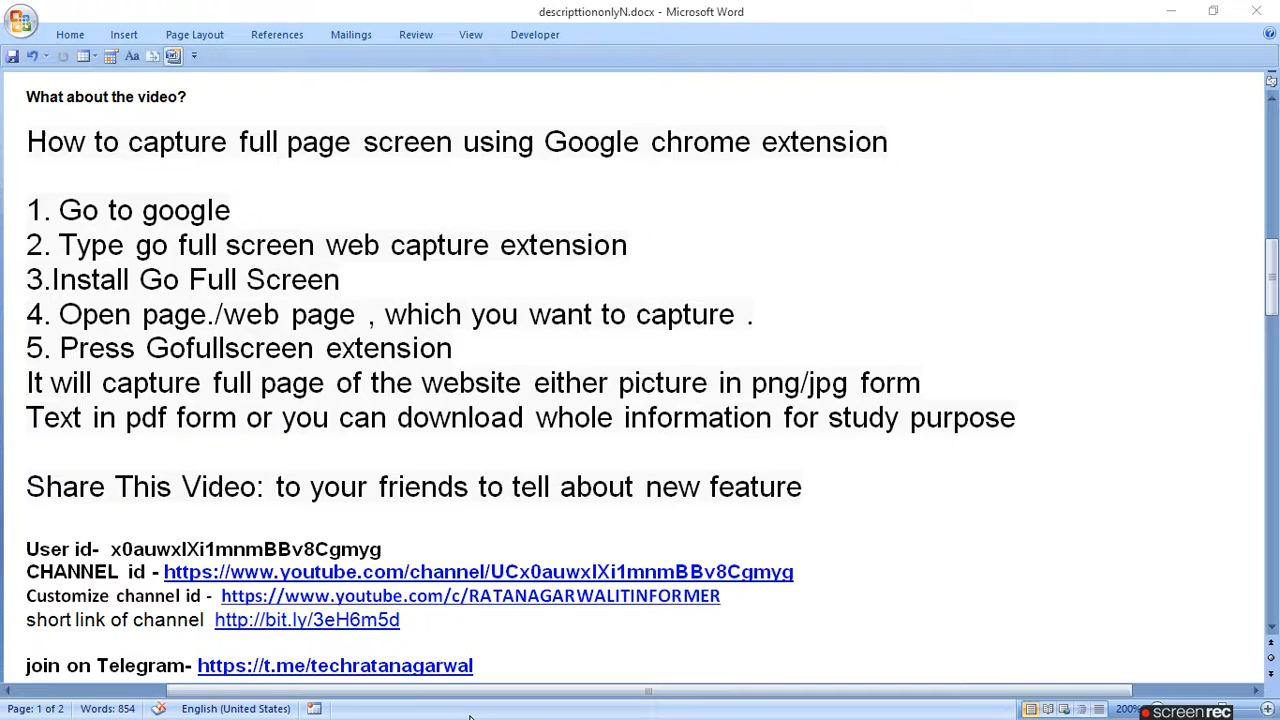 descripttiononlyN.docx - Microsoft Word
Home Insert Page Layout References Mailings Review View Developer
Aa
What about the video?
How to capture full page screen using Google chrome extension
1. Go to google
2. Type go full screen web capture extension
3.Install Go Full Screen
4. Open page./web page , which you want to capture .
5. Press Gofullscreen extension
It will capture full page of the website either picture in png/jpg form
Text in pdf form or you can download whole information for study purpose
Share This Video: to your friends to tell about new feature
User id- x0auwxIXi1mnmBBv8Cgmyg
CHANNEL id - https://www.youtube.com/channel/UCx0auwxIXi1mnmBBv8Cgmyg
Customize channel id - https://www.youtube.com/c/RATANAGARWALITINFORMER
short link of channel http://bit.ly/3eH6m5d
join on Telegram- https://t.me/techratanagarwal
Page: 1 of 2 Words: 854 English (United States) 200%
screenrec